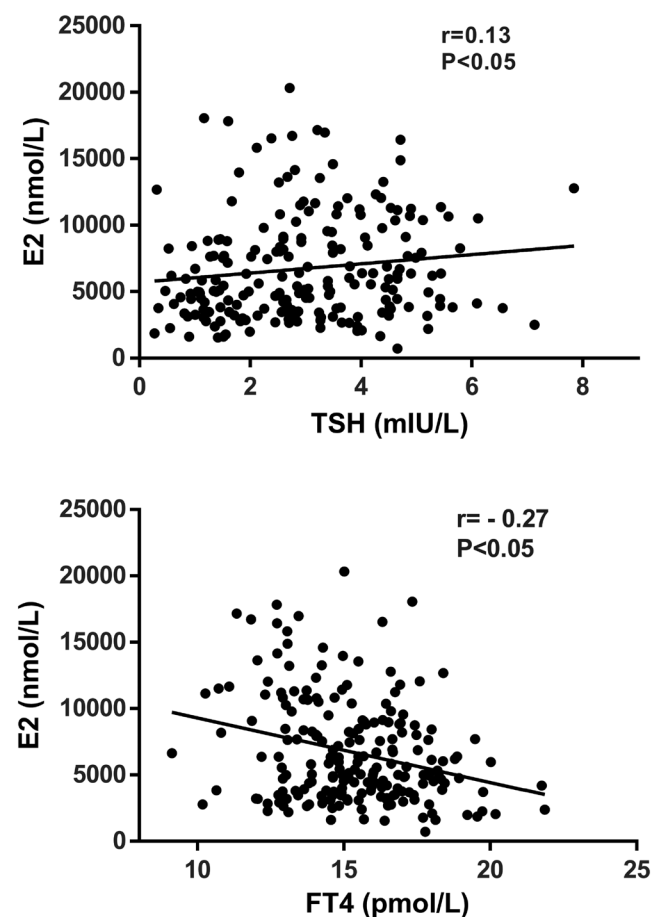 25000
r=0.13
P<0.05
20000
15000
10000
5000
0
E2 (nmol/L)
0 2 4 6 8
TSH (mIU/L)
25000
r= - 0.27
P<0.05
20000
15000
10000
5000
0
E2 (nmol/L)
10 15 20 25
FT4 (pmol/L)